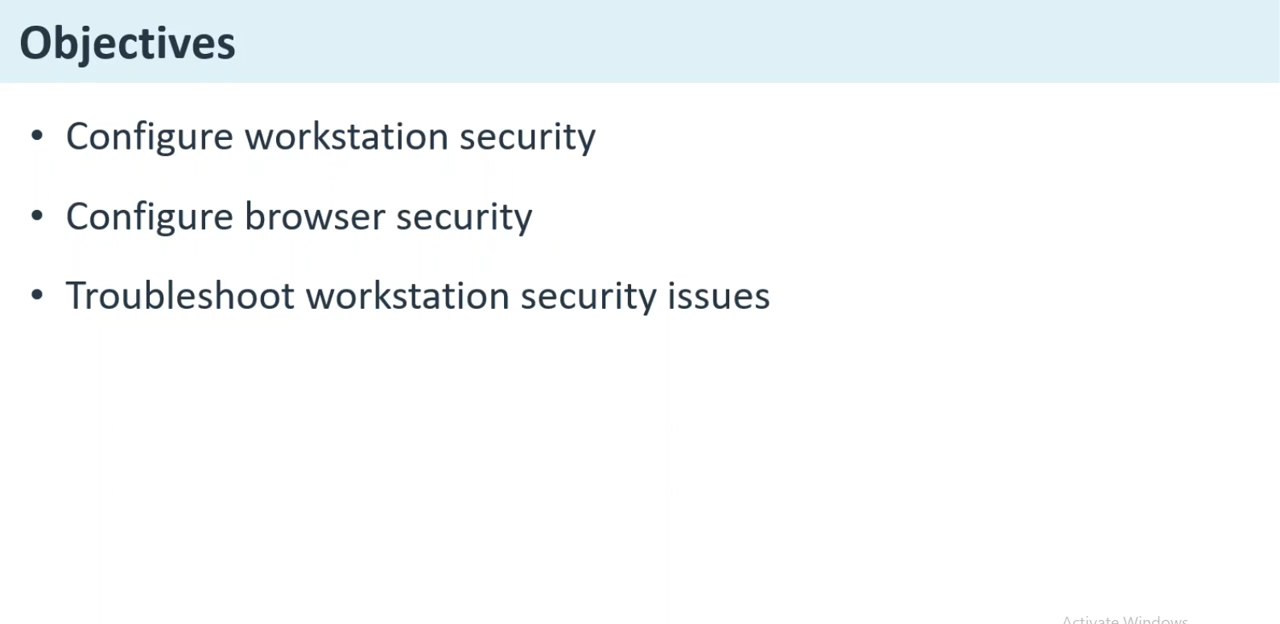 Objectives
• Configure workstation security
• Configure browser security
• Troubleshoot workstation security issues
Activate Windows